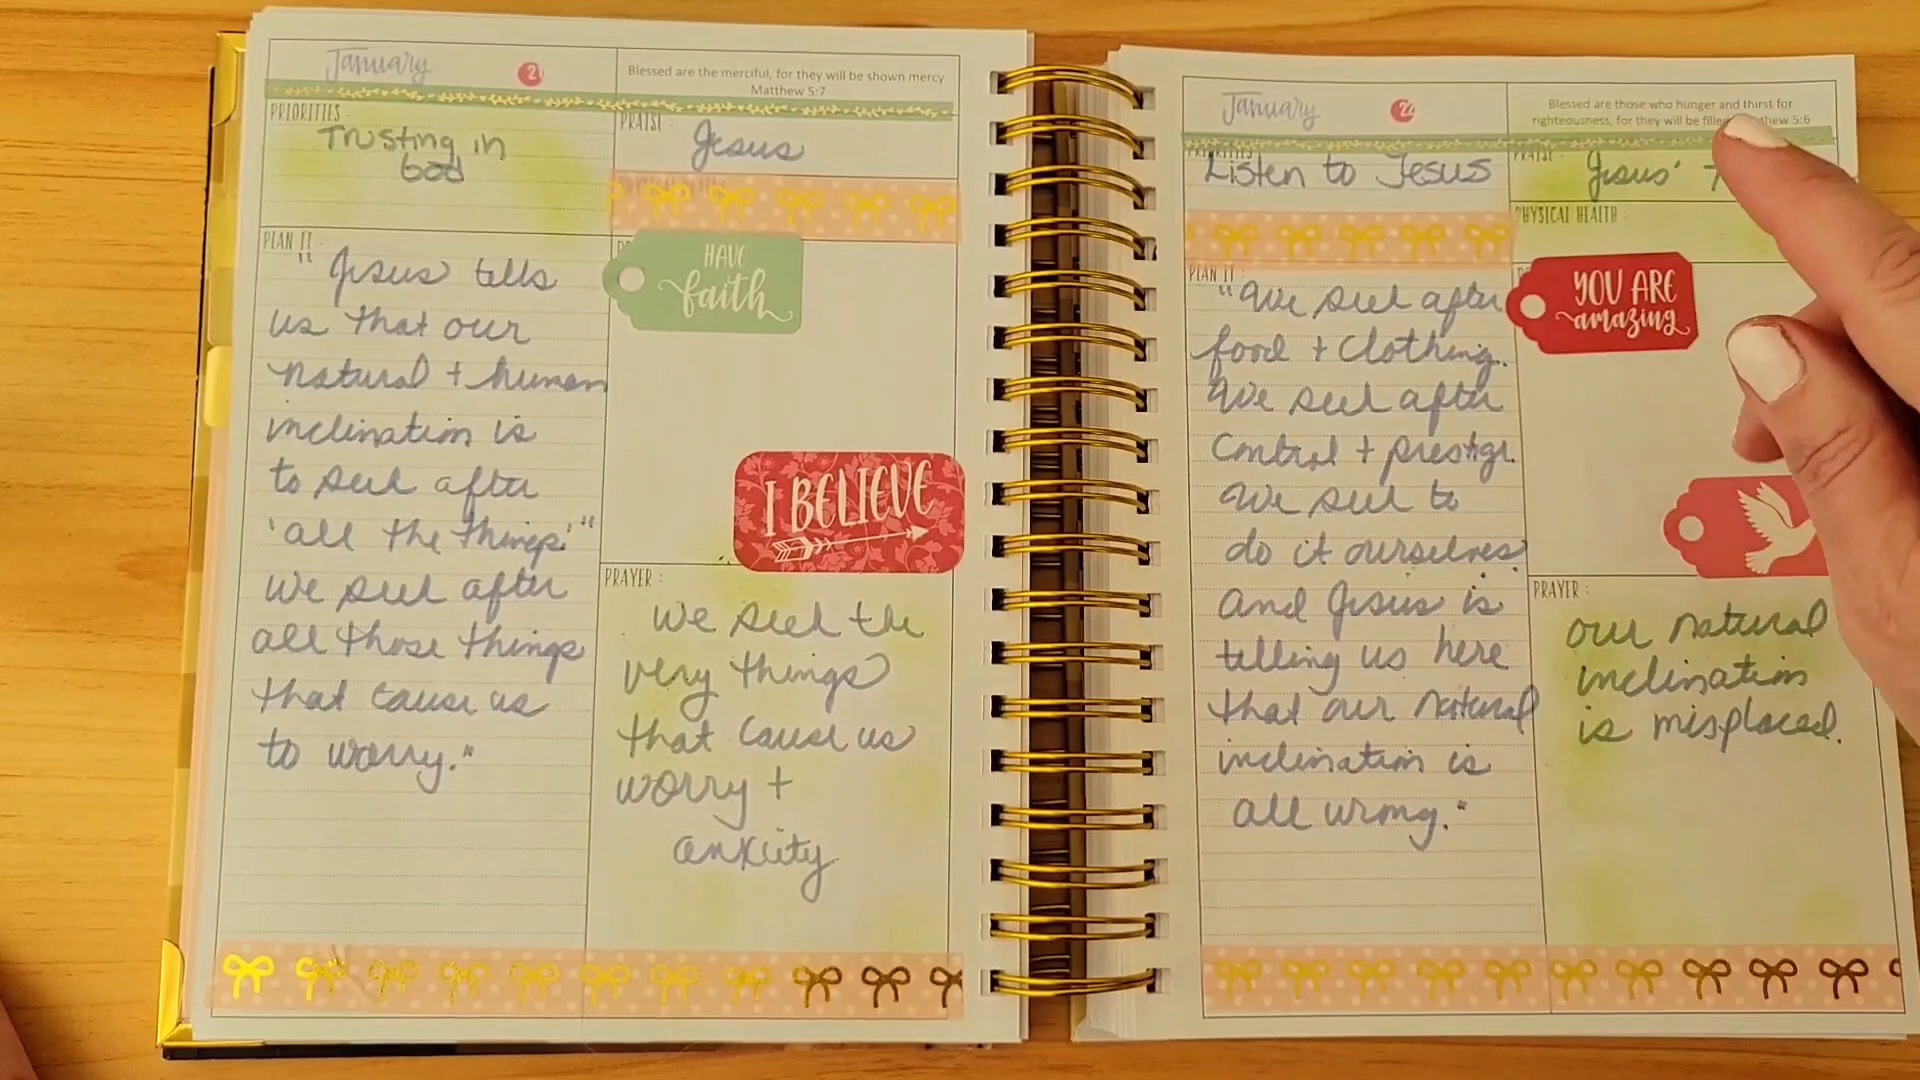 January
21
Blessed are the merciful, for they will be shown mercy
Matthew 5:7
PRIORITIES :
Trusting in
God
PRAISE :
Jesus
PLAN IT :
" Jesus tells
us that our
natural + human
inclination is
to seek after
'all the things'"
We seek after
all those things
that cause us
to worry."
HAVE
faith
I BELIEVE
PRAYER :
We seek the
very things
that cause us
worry +
anxiety
January
22
Blessed are those who hunger and thirst for
righteousness, for they will be filled 5:6
PRIORITIES
Listen to Jesus
PRAISE :
Jesus'
PHYSICAL HEALTH :
PLAN IT :
"We seek after
food + clothing.
We seek after
control + prestige.
We seek to
do it ourselves
and Jesus is
telling us here
that our natural
inclination is
all wrong."
YOU ARE
amazing
PRAYER :
our natural
inclination
is misplaced.